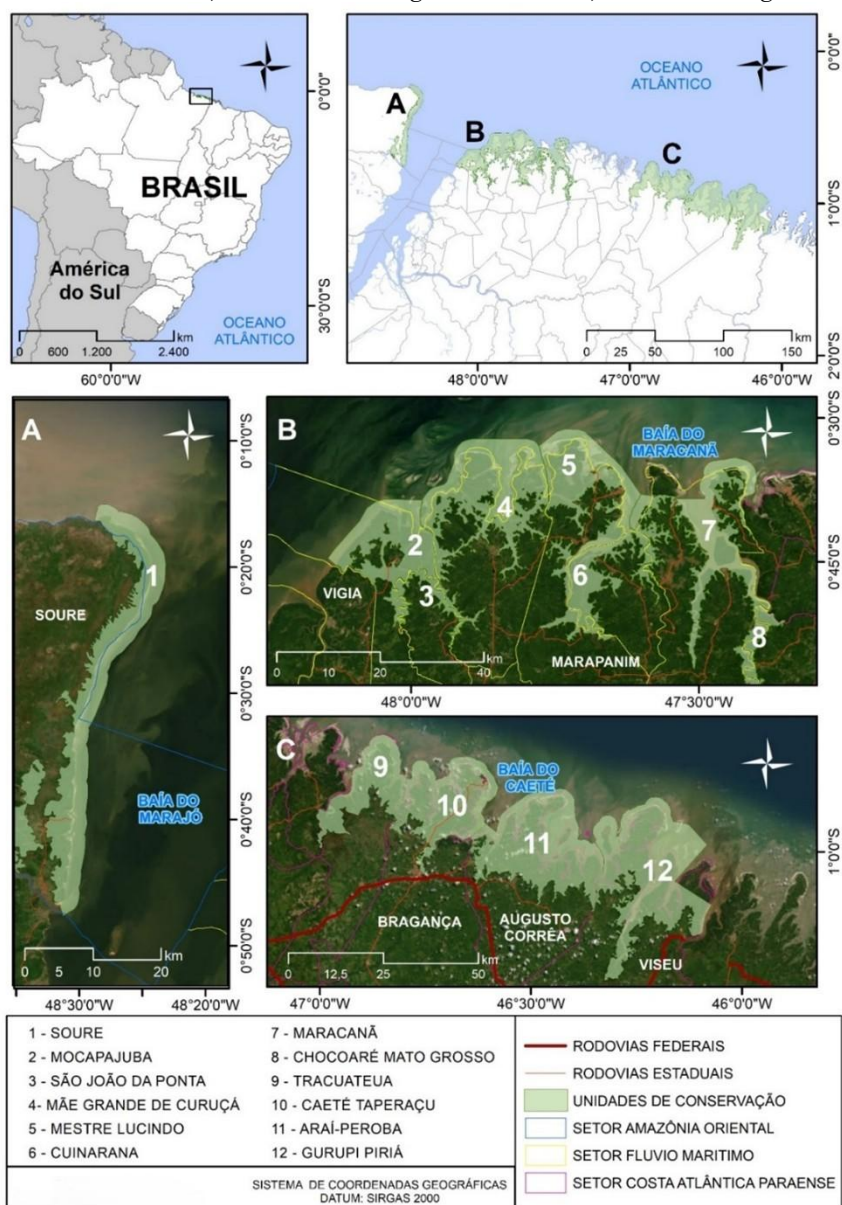 OCEANO
ATLÂNTICO
0°0'0"
BRASIL
América
do Sul
30°0'0"S
OCEANO
ATLÂNTICO
km
0 600 1.200 2.400
60°0'0"W
OCEANO
ATLÂNTICO
0°0'0"S
A
B
C
1°0'0"S
km
0 25 50 100 150
2°0'0"S
48°0'0"W 47°0'0"W 46°0'0"W
A
0°10'0"S
1
0°20'0"S
SOURE
0°30'0"S
BAÍA DO
MARAJÓ
0°40'0"S
km
0 5 10 20
0°50'0"S
48°30'0"W 48°20'0"W
B
0°30'0"S
BAÍA DO
MARACANÃ
5
4
2
7
0°45'0"S
VIGIA
3
6
8
MARAPANIM
km
0 10 20 40
48°0'0"W 47°30'0"W
C
9
BAÍA DO
CAETÉ
10
11
12
1°0'0"S
BRAGANÇA
AUGUSTO
CORRÊA
VISEU
km
0 12,5 25 50
47°0'0"W 46°30'0"W 46°0'0"W
1 - SOURE
2 - MOCAPAJUBA
3 - SÃO JOÃO DA PONTA
4- MÃE GRANDE DE CURUÇÁ
5 - MESTRE LUCINDO
6 - CUINARANA
7 - MARACANÃ
8 - CHOCOARÉ MATO GROSSO
9 - TRACUATEUA
10 - CAETÉ TAPERAÇU
11 - ARAÍ-PEROBA
12 - GURUPI PIRIÁ
RODOVIAS FEDERAIS
RODOVIAS ESTADUAIS
UNIDADES DE CONSERVAÇÃO
SETOR AMAZÔNIA ORIENTAL
SETOR FLUVIO MARITIMO
SETOR COSTA ATLÂNTICA PARAENSE
SISTEMA DE COORDENADAS GEOGRÁFICAS
DATUM: SIRGAS 2000